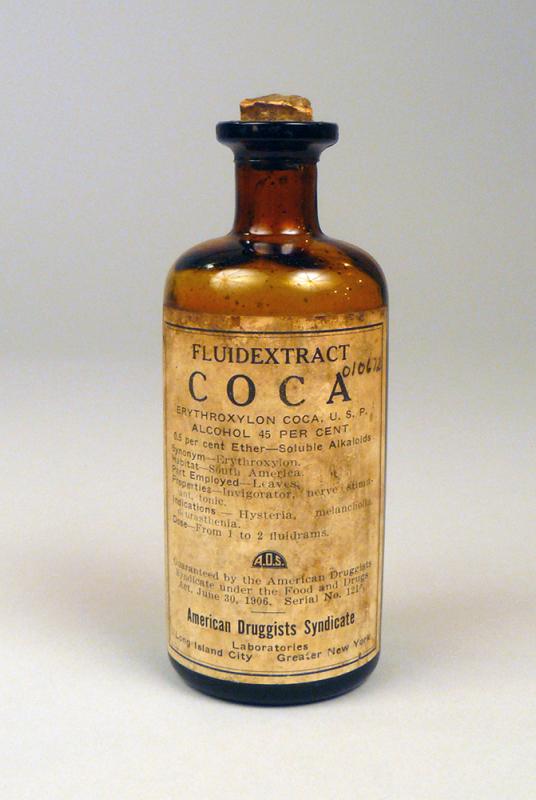 FLUIDEXTRACT
COCA
010672
ERYTHROXYLON COCA, U. S. P.
ALCOHOL 45 PER CENT
0.5 per cent Ether—Soluble Alkaloids
Synonym—Erythroxylon.
Habitat—South America.
Part Employed—Leaves.
Properties—Invigorator, nerve stimu-
ant, tonic.
Indications — Hysteria, melancholia,
neurasthenia.
Dose—From 1 to 2 fluidrams.
A.D.S.
Guaranteed by the American Druggists
Syndicate under the Food and Drugs
Act, June 30, 1906. Serial No.
American Druggists Syndicate
Laboratories
Long Island City Greater New York